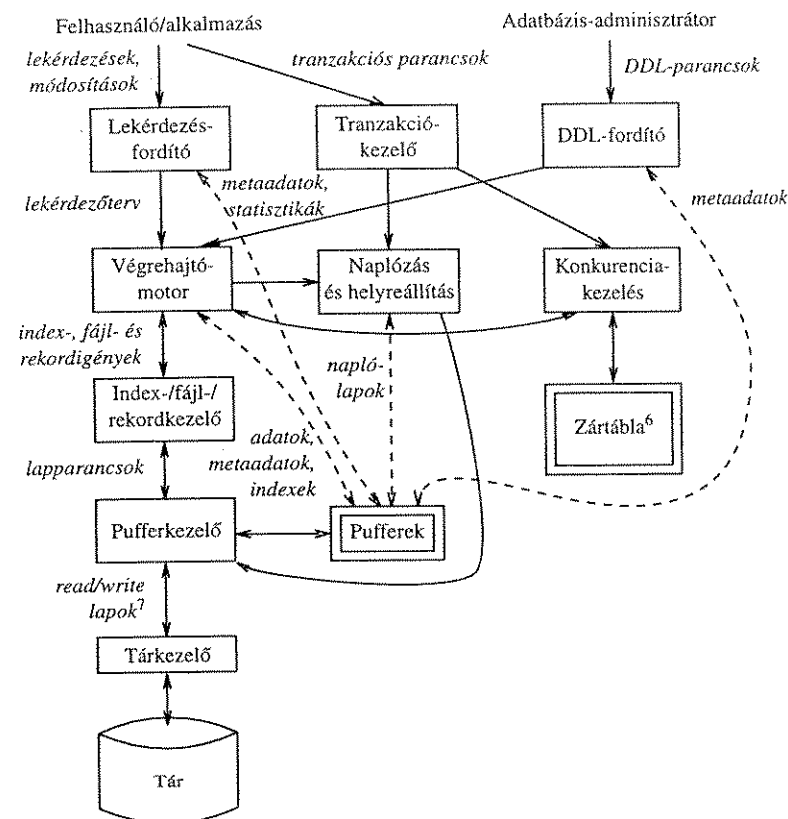 Felhasználó/alkalmazás
Adatbázis-adminisztrátor
lekérdezések,
módosítások
tranzakciós parancsok
DDL-parancsok
Lekérdezés-
fordító
Tranzakció-
kezelő
DDL-fordító
lekérdezőterv
metaadatok,
statisztikák
metaadatok
Végrehajtó-
motor
Naplózás
és helyreállítás
Konkurencia-
kezelés
index-, fájl- és
rekordigények
napló-
lapok
Index-/fájl-/
rekordkezelő
Zártábla⁶
adatok,
metaadatok,
indexek
lapparancsok
Pufferkezelő
Pufferek
read/write
lapok⁷
Tárkezelő
Tár